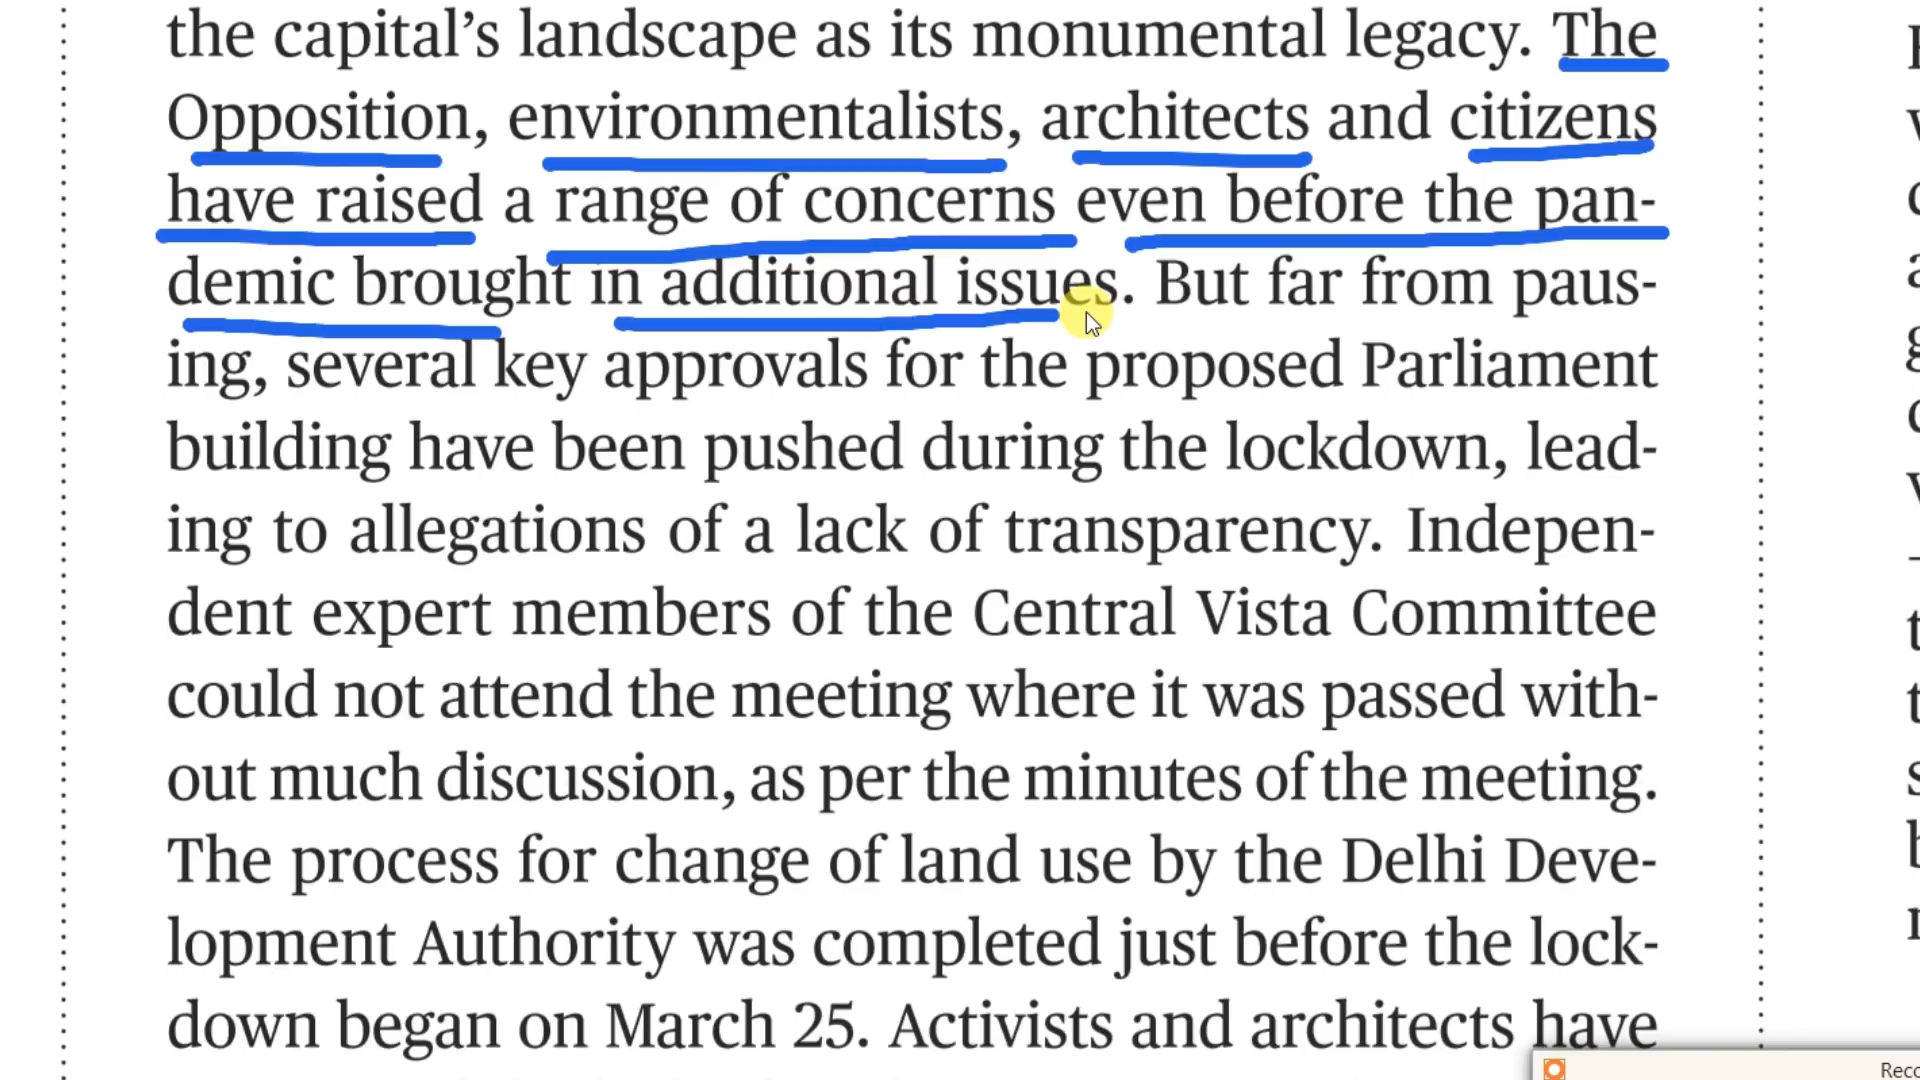 the capital’s landscape as its monumental legacy. The
Opposition, environmentalists, architects and citizens
have raised a range of concerns even before the pan-
demic brought in additional issues. But far from paus-
ing, several key approvals for the proposed Parliament
building have been pushed during the lockdown, lead-
ing to allegations of a lack of transparency. Indepen-
dent expert members of the Central Vista Committee
could not attend the meeting where it was passed with-
out much discussion, as per the minutes of the meeting.
The process for change of land use by the Delhi Deve-
lopment Authority was completed just before the lock-
down began on March 25. Activists and architects have